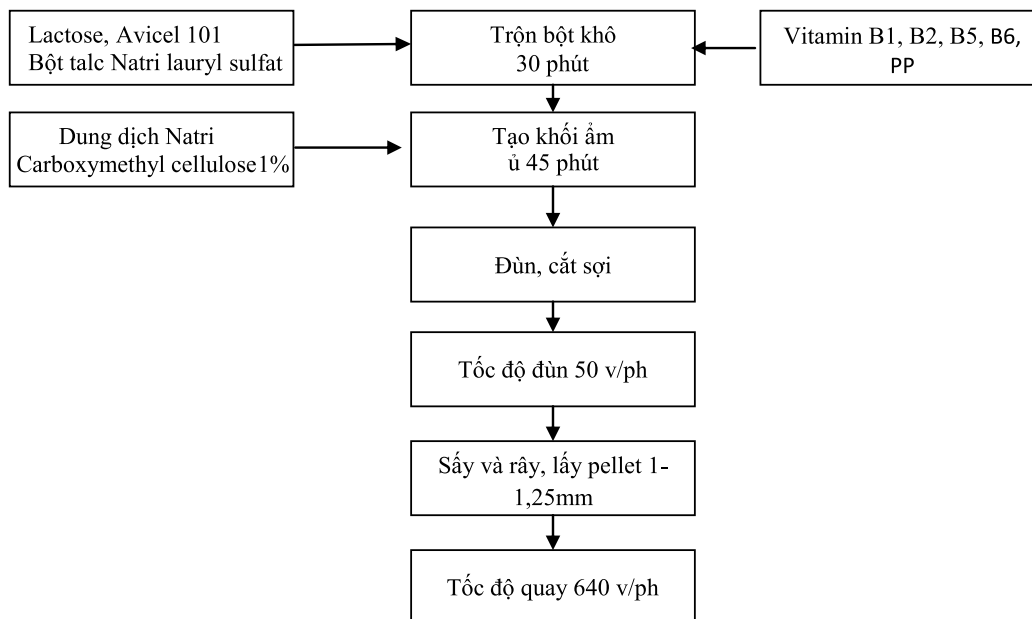 Lactose, Avicel 101
Bột talc Natri lauryl sulfat
Trộn bột khô
30 phút
Vitamin B1, B2, B5, B6,
PP
Dung dịch Natri
Carboxymethyl cellulose1%
Tạo khối ẩm
ủ 45 phút
Đùn, cắt sợi
Tốc độ đùn 50 v/ph
Sấy và rây, lấy pellet 1-
1,25mm
Tốc độ quay 640 v/ph